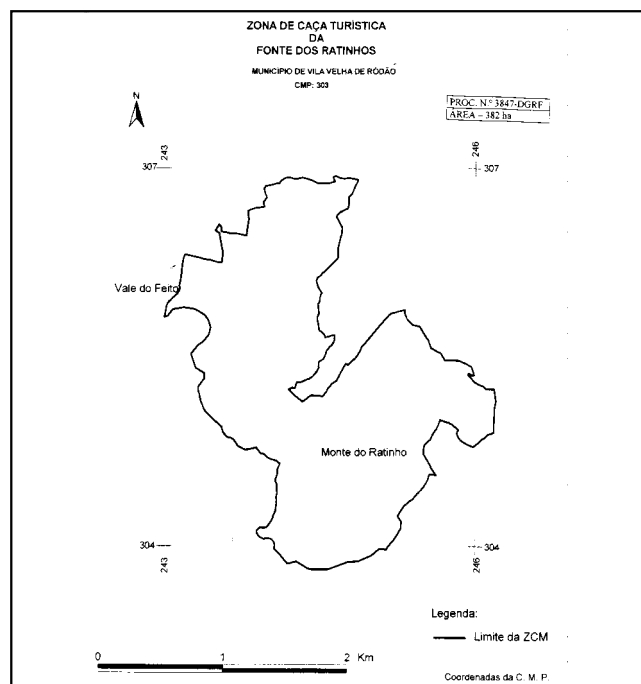 ZONA DE CAÇA TURÍSTICA
DA
FONTE DOS RATINHOS
MUNICÍPIO DE VILA VELHA DE RÓDÃO
CMP: 303
N
PROC. N.º 3847-DGRF
ÁREA – 382 ha
243
246
307
307
Vale do Feito
Monte do Ratinho
304
304
243
246
Legenda:
Limite da ZCM
0 1 2 Km
Coordenadas da C. M. P.